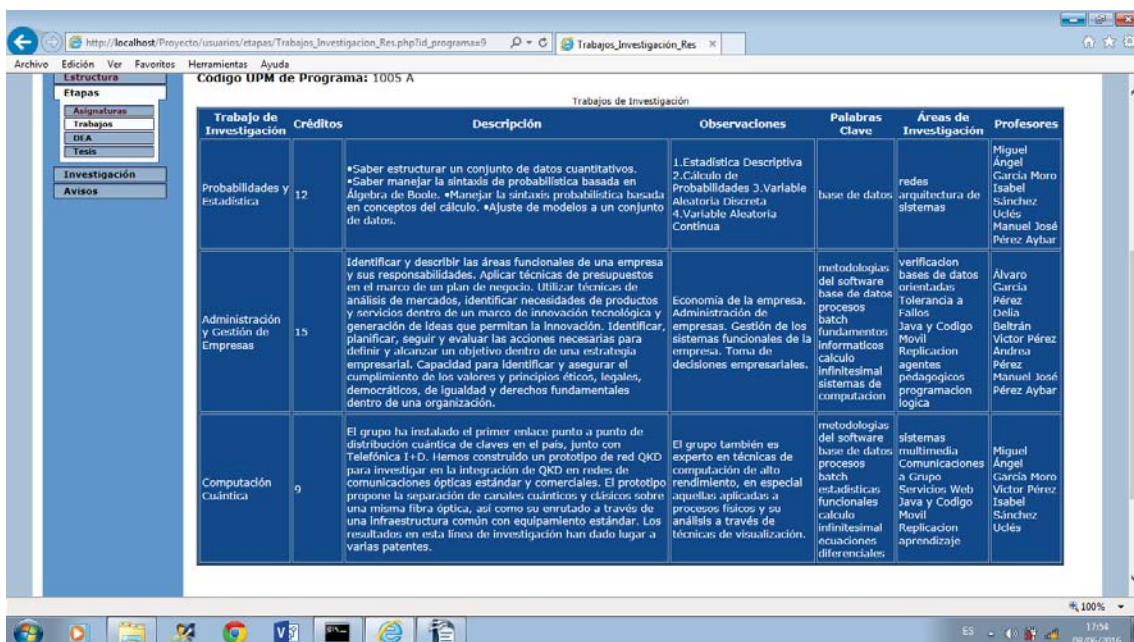 http://localhost/Proyecto/usuarios/etapas/Trabajos_Investigacion_Res.php?id_programa=9
Trabajos_Investigación_Res
Archivo Edición Ver Favoritos Herramientas Ayuda
Estructura
Etapas
Asignaturas
Trabajos
DEA
Tesis
Investigación
Avisos
Código UPM de Programa: 1005 A
Trabajos de Investigación
Trabajo de
Investigación
Créditos
Descripción
Observaciones
Palabras
Clave
Áreas de
Investigación
Profesores
Probabilidades y
Estadística
12
•Saber estructurar un conjunto de datos cuantitativos.
•Saber manejar la sintaxis de probabilística basada en
Álgebra de Boole. •Manejar la sintaxis probabilística basada
en conceptos del cálculo. •Ajuste de modelos a un conjunto
de datos.
1.Estadística Descriptiva
2.Cálculo de
Probabilidades 3.Variable
Aleatoria Discreta
4.Variable Aleatoria
Continua
base de datos
redes
arquitectura de
sistemas
Miguel
Ángel
García Moro
Isabel
Sánchez
Uclés
Manuel José
Pérez Aybar
Administración
y Gestión de
Empresas
15
Identificar y describir las áreas funcionales de una empresa
y sus responsabilidades. Aplicar técnicas de presupuestos
en el marco de un plan de negocio. Utilizar técnicas de
análisis de mercados, identificar necesidades de productos
y servicios dentro de un marco de innovación tecnológica y
generación de ideas que permitan la innovación. Identificar,
planificar, seguir y evaluar las acciones necesarias para
definir y alcanzar un objetivo dentro de una estrategia
empresarial. Capacidad para identificar y asegurar el
cumplimiento de los valores y principios éticos, legales,
democráticos, de igualdad y derechos fundamentales
dentro de una organización.
Economía de la empresa.
Administración de
empresas. Gestión de los
sistemas funcionales de la
empresa. Toma de
decisiones empresariales.
metodologias
del software
base de datos
procesos
batch
fundamentos
informaticos
calculo
infinitesimal
sistemas de
computacion
verificacion
bases de datos
orientadas
Tolerancia a
Fallos
Java y Codigo
Movil
Replicacion
agentes
pedagogicos
programacion
logica
Álvaro
García
Pérez
Delia
Beltrán
Victor Pérez
Andrea
Pérez
Manuel José
Pérez Aybar
Computación
Cuántica
9
El grupo ha instalado el primer enlace punto a punto de
distribución cuántica de claves en el país, junto con
Telefónica I+D. Hemos construido un prototipo de red QKD
para investigar en la integración de QKD en redes de
comunicaciones ópticas estándar y comerciales. El prototipo
propone la separación de canales cuánticos y clásicos sobre
una misma fibra óptica, así como su enrutado a través de
una infraestructura común con equipamiento estándar. Los
resultados en esta línea de investigación han dado lugar a
varias patentes.
El grupo también es
experto en técnicas de
computación de alto
rendimiento, en especial
aquellas aplicadas a
procesos físicos y su
análisis a través de
técnicas de visualización.
metodologias
del software
base de datos
procesos
batch
estadisticas
funcionales
calculo
infinitesimal
ecuaciones
diferenciales
sistemas
multimedia
Comunicaciones
a Grupo
Servicios Web
Java y Codigo
Movil
Replicacion
aprendizaje
Miguel
Ángel
García Moro
Victor Pérez
Isabel
Sánchez
Uclés
100%
ES
17:54
08/06/2016